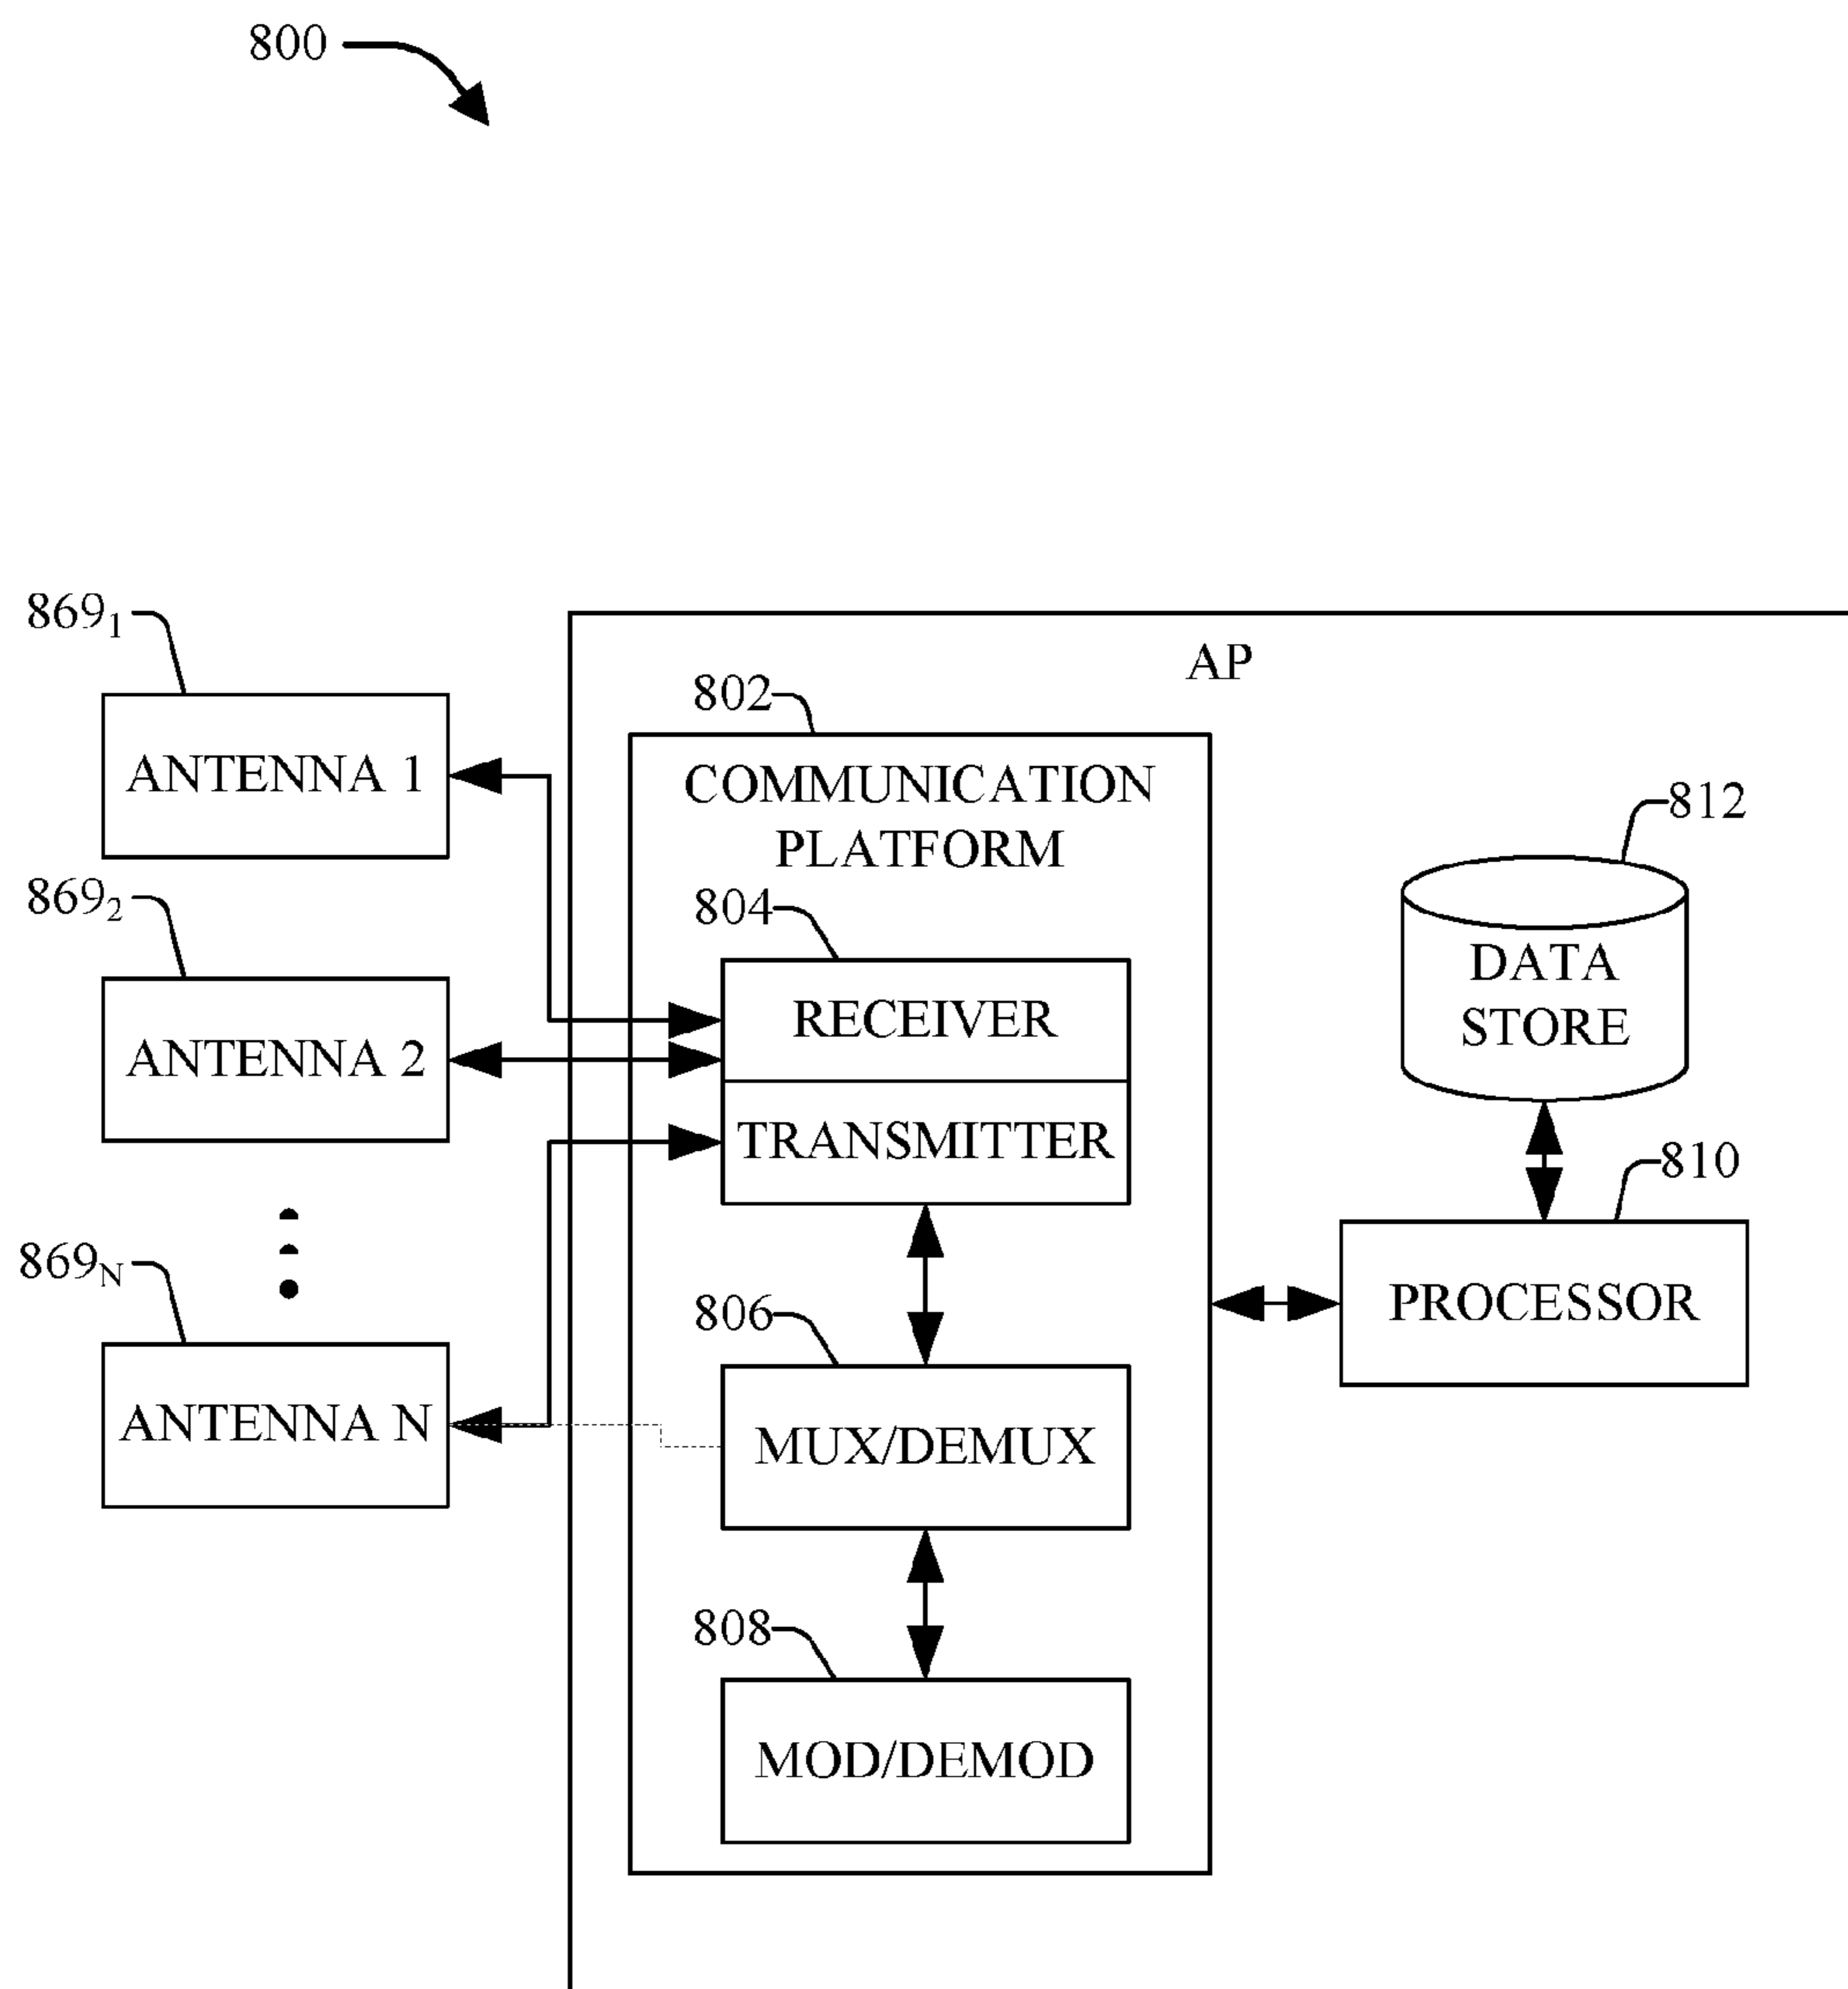 800
869₁
AP
802
ANTENNA 1
COMMUNICATION
PLATFORM
812
869₂
804
DATA
STORE
RECEIVER
ANTENNA 2
TRANSMITTER
810
869N
806
PROCESSOR
ANTENNA N
MUX/DEMUX
808
MOD/DEMOD